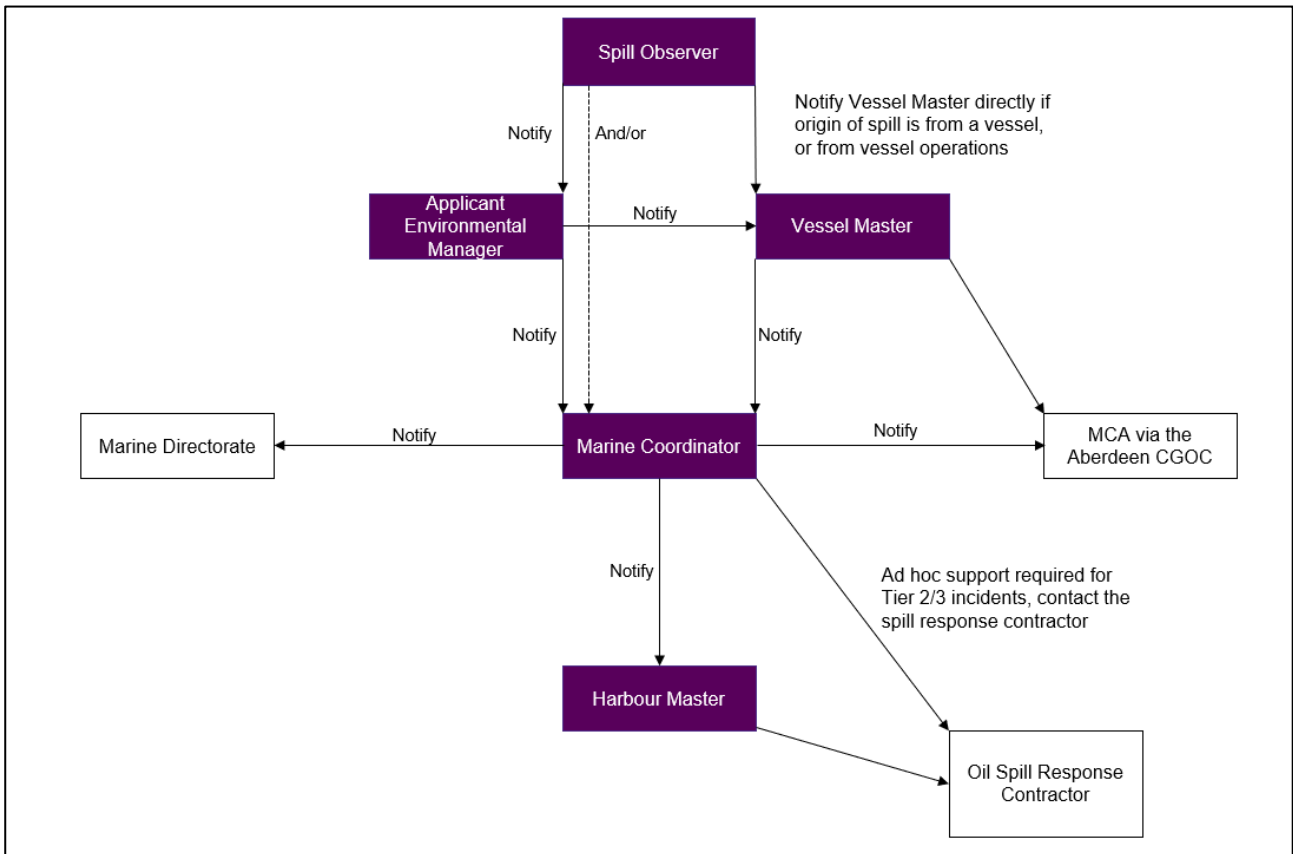 Spill Observer
Notify Vessel Master directly if
origin of spill is from a vessel,
or from vessel operations
Notify
And/or
Applicant
Environmental
Manager
Notify
Vessel Master
Notify
Notify
Marine Directorate
Notify
Marine Coordinator
Notify
MCA via the
Aberdeen CGOC
Notify
Ad hoc support required for
Tier 2/3 incidents, contact the
spill response contractor
Harbour Master
Oil Spill Response
Contractor